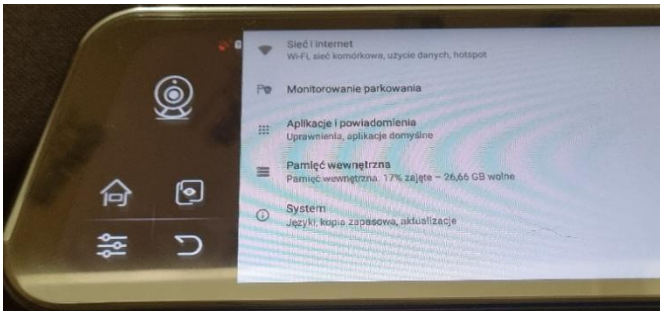 Sieć i internet
Wi-Fi, sieć komórkowa, użycie danych, hotspot
Monitorowanie parkowania
Aplikacje i powiadomienia
Uprawnienia, aplikacje domyślne
Pamięć wewnętrzna
Pamięć wewnętrzna: 17% zajęte – 26,66 GB wolne
System
Języki, kopia zapasowa, aktualizacje